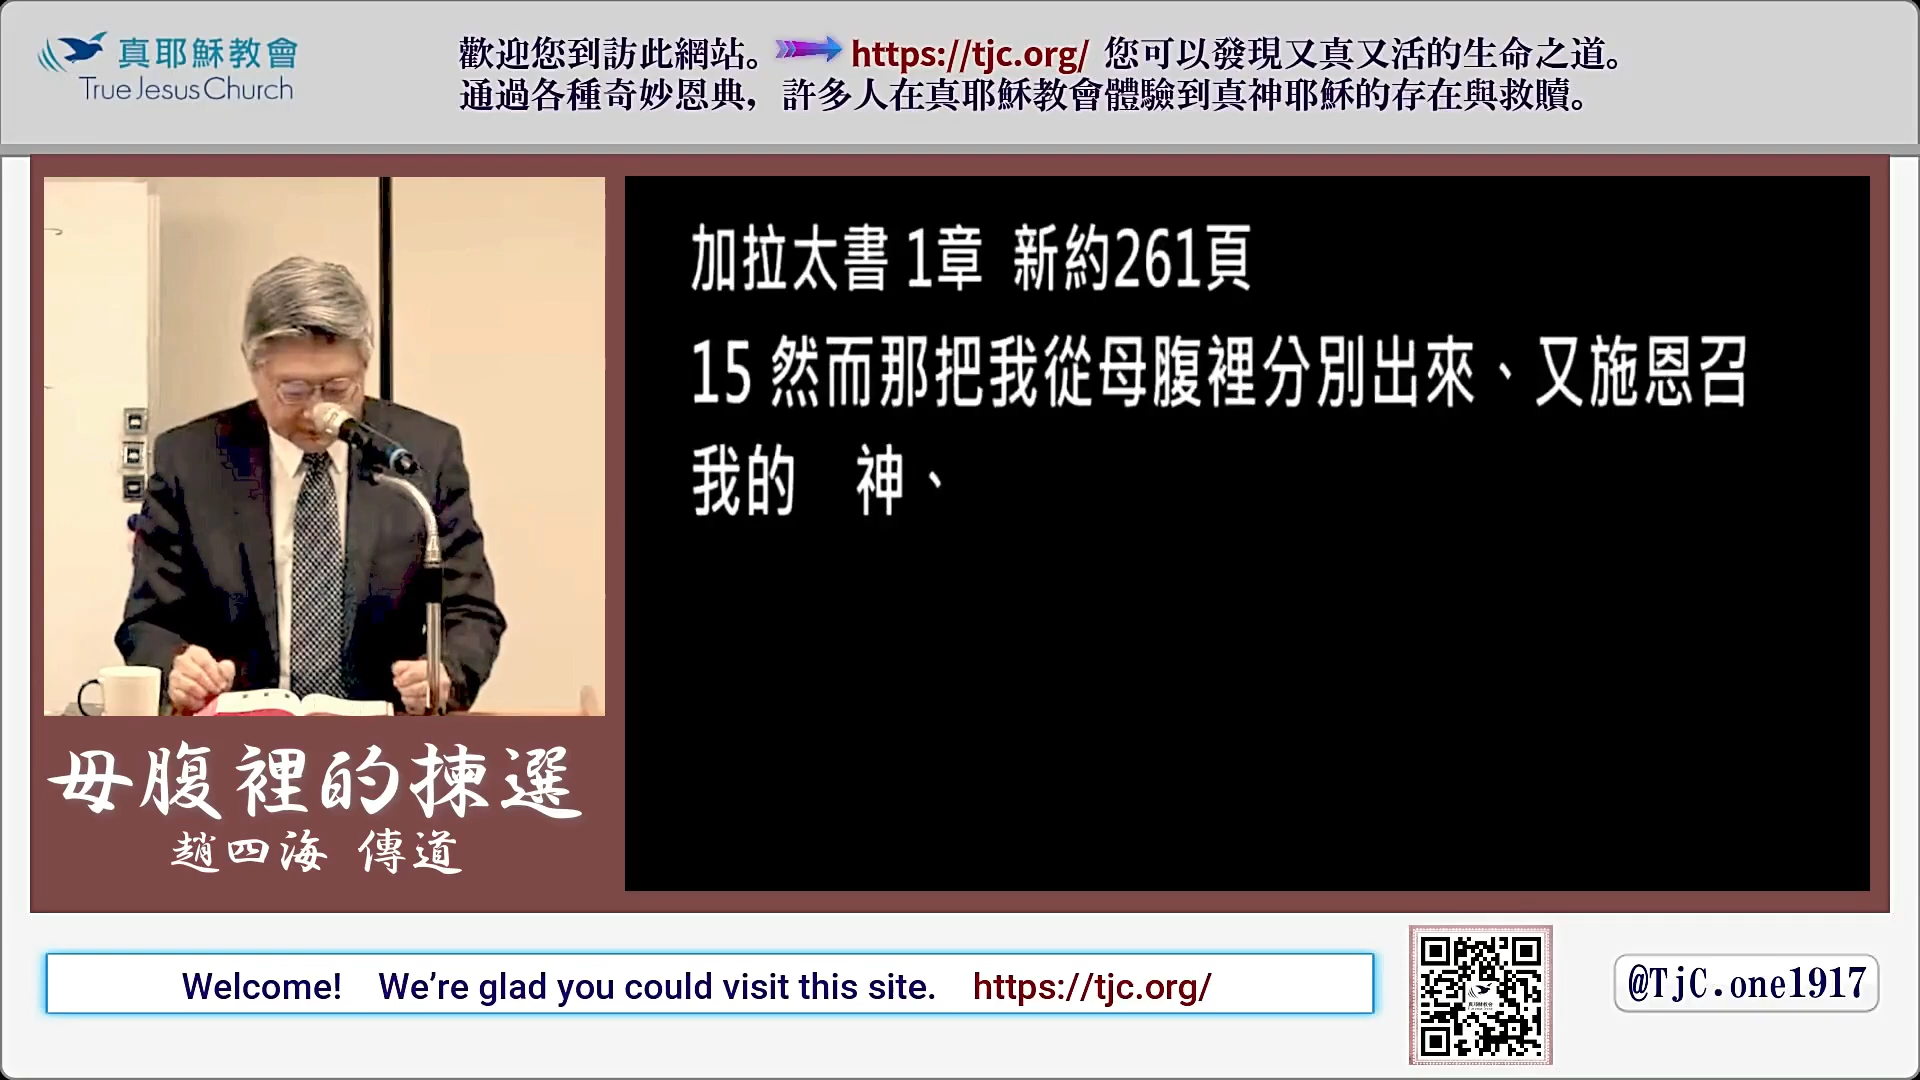 真耶穌教會
True Jesus Church
歡迎您到訪此網站。 https://tjc.org/ 您可以發現又真又活的生命之道。
通過各種奇妙恩典，許多人在真耶穌教會體驗到真神耶穌的存在與救贖。
加拉太書 1章 新約261頁
15 然而那把我從母腹裡分別出來、又施恩召
我的　神、
母腹裡的揀選
趙四海 傳道
Welcome! We’re glad you could visit this site. https://tjc.org/
真耶穌教會
@TjC.one1917